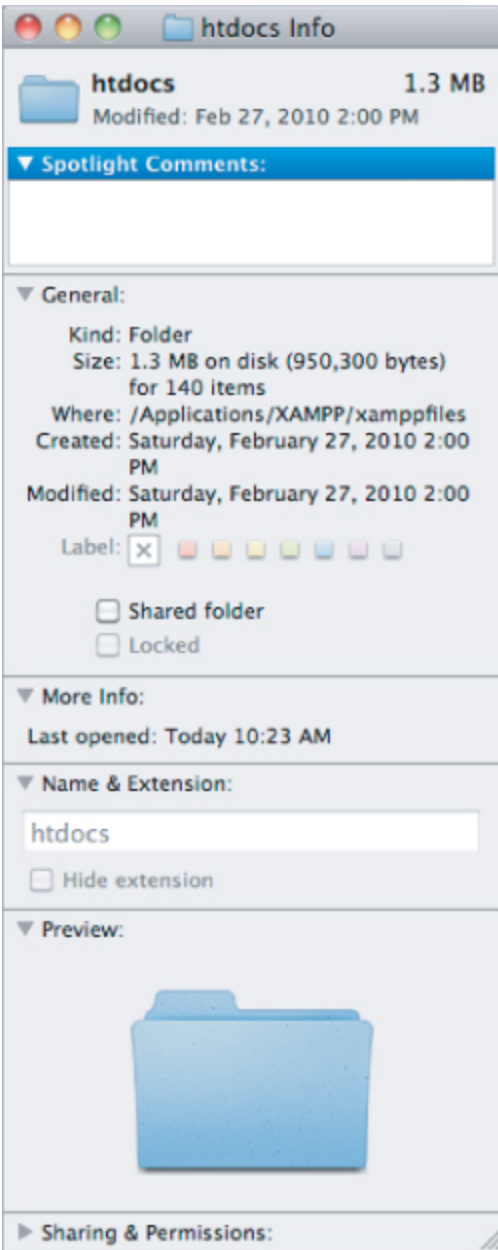 htdocs Info
htdocs 1.3 MB
Modified: Feb 27, 2010 2:00 PM
Spotlight Comments:
General:
Kind: Folder
Size: 1.3 MB on disk (950,300 bytes)
for 140 items
Where: /Applications/XAMPP/xamppfiles
Created: Saturday, February 27, 2010 2:00
PM
Modified: Saturday, February 27, 2010 2:00
PM
Label:
Shared folder
Locked
More Info:
Last opened: Today 10:23 AM
Name & Extension:
htdocs
Hide extension
Preview:
Sharing & Permissions: